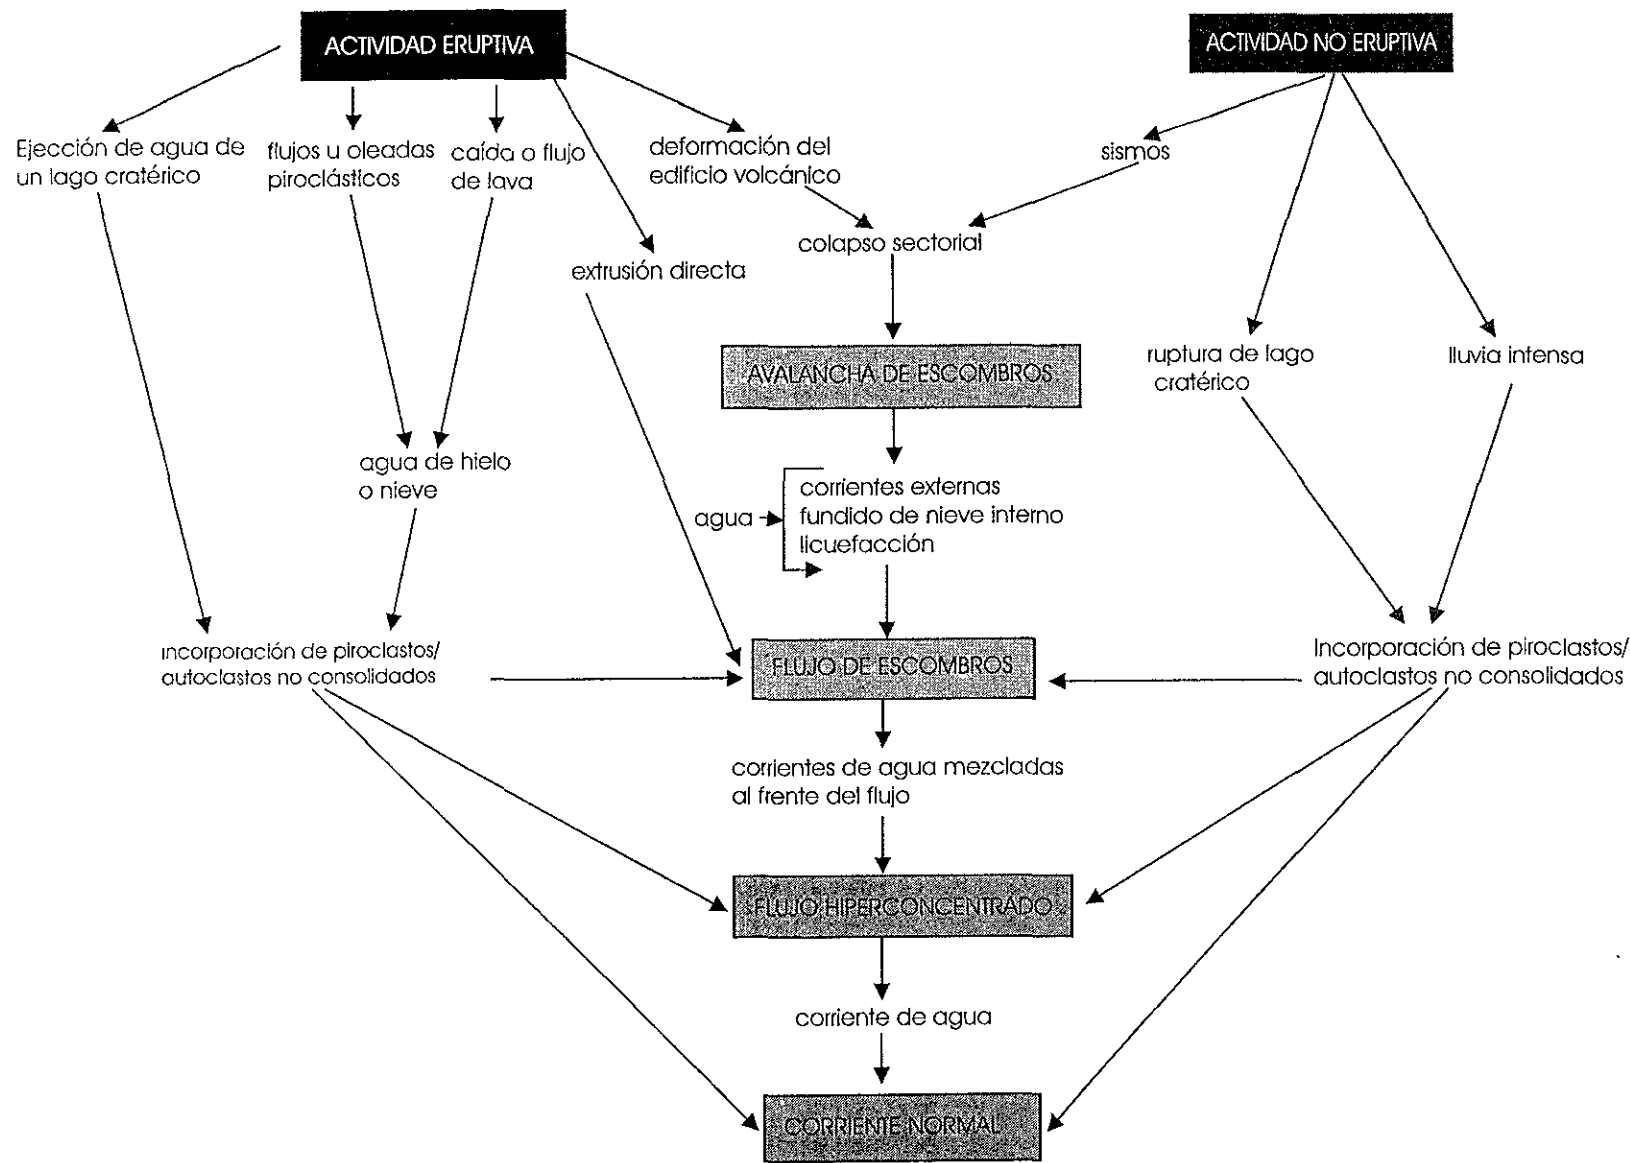 ACTIVIDAD ERUPTIVA
ACTIVIDAD NO ERUPTIVA
Ejección de agua de
un lago cratérico
flujos u oleadas
piroclásticos
caída o flujo
de lava
deformación del
edificio volcánico
sismos
colapso sectorial
extrusión directa
AVALANCHA DE ESCOMBROS
ruptura de lago
cratérico
lluvia intensa
agua de hielo
o nieve
agua
corrientes externas
fundido de nieve interno
licuefacción
incorporación de piroclastos/
autoclastos no consolidados
FLUJO DE ESCOMBROS
Incorporación de piroclastos/
autoclastos no consolidados
corrientes de agua mezcladas
al frente del flujo
FLUJO HIPERCONCENTRADO
corriente de agua
CORRIENTE NORMAL